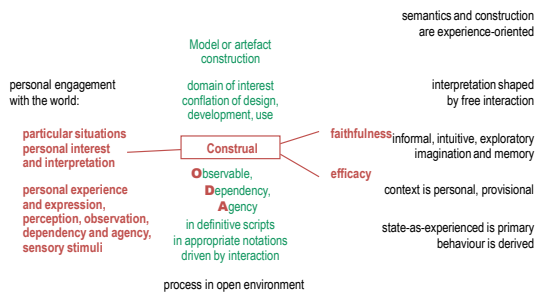 semantics and construction
are experience-oriented
Model or artefact
construction
personal engagement
with the world:
domain of interest
conflation of design,
development, use
interpretation shaped
by free interaction
particular situations
personal interest
and interpretation
Construal
faithfulness
efficacy
informal, intuitive, exploratory
imagination and memory
Observable,
Dependency,
Agency
context is personal, provisional
personal experience
and expression,
perception, observation,
dependency and agency,
sensory stimuli
in definitive scripts
in appropriate notations
driven by interaction
state-as-experienced is primary
behaviour is derived
process in open environment